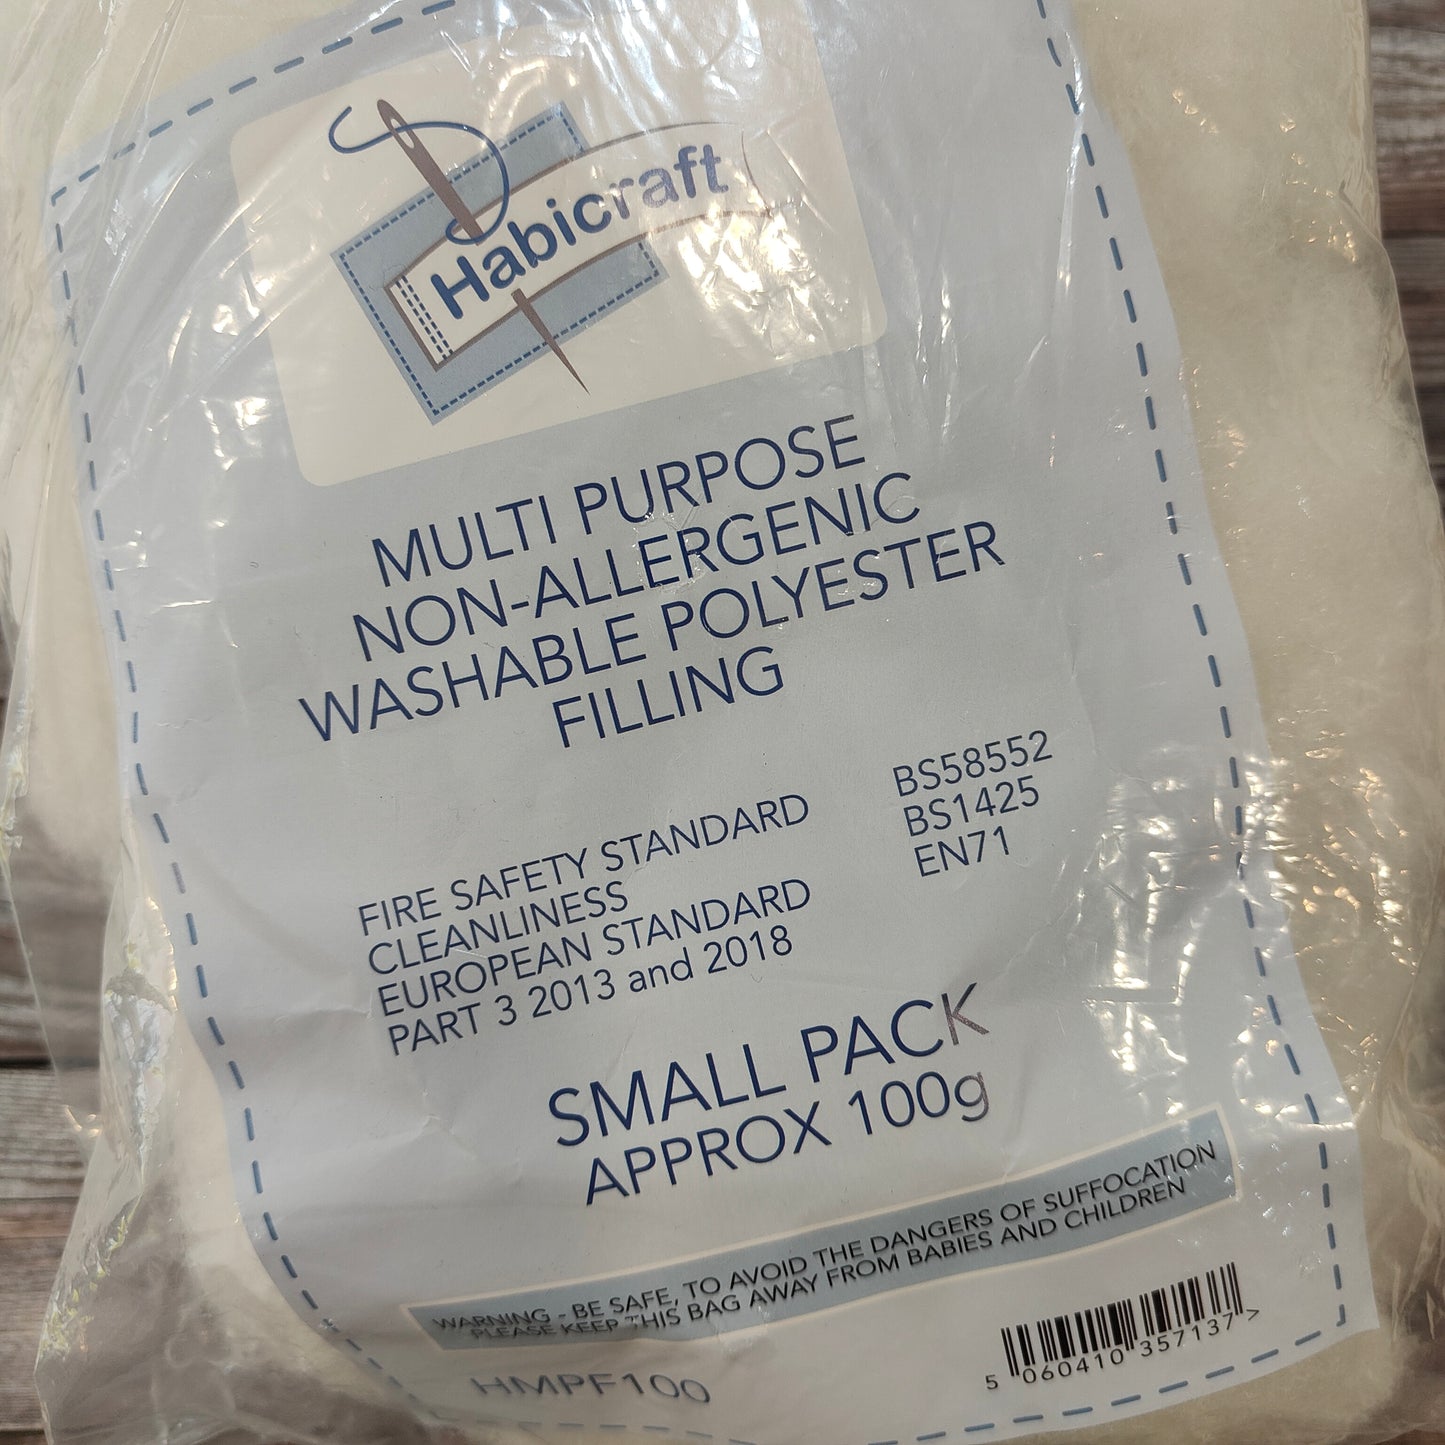 Habicraft
MULTI PURPOSE
NON-ALLERGENIC
WASHABLE POLYESTER
FILLING
FIRE SAFETY STANDARD BS58552
CLEANLINESS BS1425
EUROPEAN STANDARD EN71
PART 3 2013 and 2018
SMALL PACK
APPROX 100g
WARNING - BE SAFE, TO AVOID THE DANGERS OF SUFFOCATION
PLEASE KEEP THIS BAG AWAY FROM BABIES AND CHILDREN
HMPF100
5 060410 357137 >